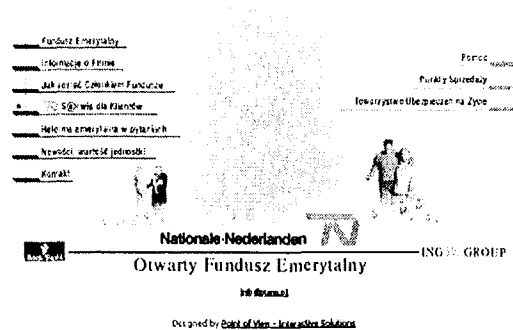 Fundusz Emerytalny
Informacje o Firmie
Jak zostać Członkiem Funduszu
S@rwis dla Klientów
Reforma emerytalna w pytaniach
Nowości, wartość jednostki
Kontakt
Pomoc
Punkty Sprzedaży
Towarzystwo Ubezpieczeń na Życie
Nationale-Nederlanden
ING GROUP
Otwarty Fundusz Emerytalny
Designed by Point of View - Interactive Solutions